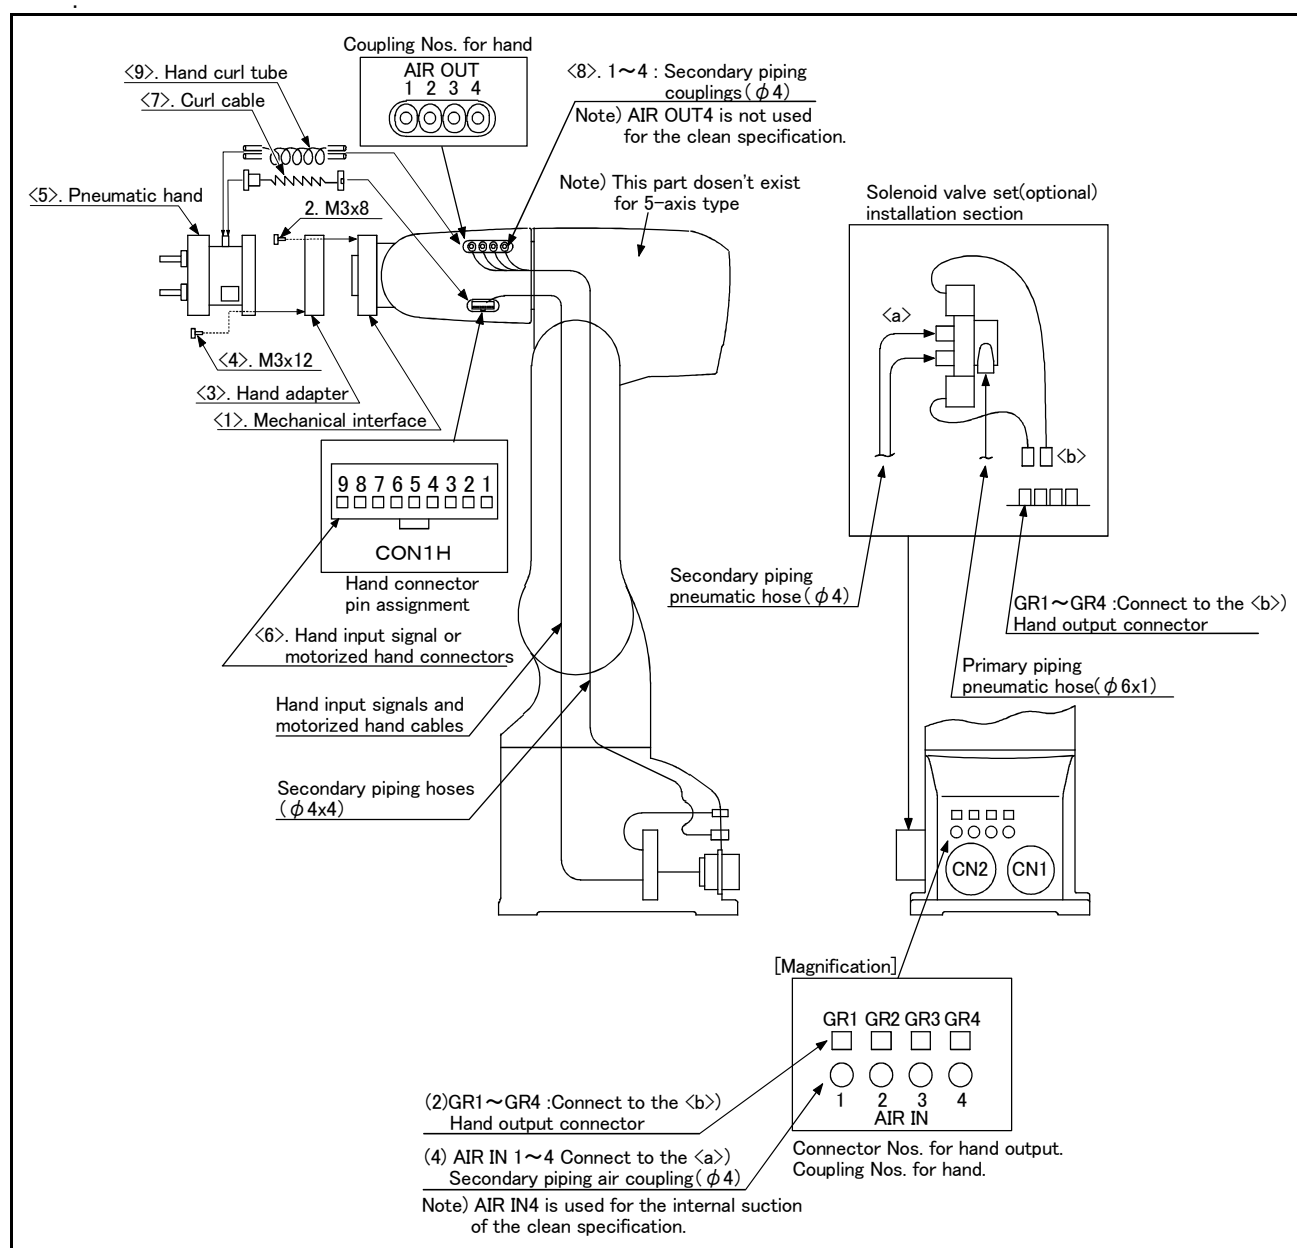 Coupling Nos. for hand
AIR OUT
1 2 3 4
<9>. Hand curl tube
<7>. Curl cable
<8>. 1～4 : Secondary piping
couplings(φ4)
Note) AIR OUT4 is not used
for the clean specification.
<5>. Pneumatic hand
2. M3x8
Note) This part dosen't exist
for 5-axis type
Solenoid valve set(optional)
installation section
<a>
<b>
<4>. M3x12
<3>. Hand adapter
<1>. Mechanical interface
9 8 7 6 5 4 3 2 1
CON1H
Hand connector
pin assignment
<6>. Hand input signal or
motorized hand connectors
Hand input signals and
motorized hand cables
Secondary piping hoses
(φ4x4)
Secondary piping
pneumatic hose(φ4)
GR1～GR4 :Connect to the <b>)
Hand output connector
Primary piping
pneumatic hose(φ6x1)
CN2
CN1
[Magnification]
GR1 GR2 GR3 GR4
1 2 3 4
AIR IN
Connector Nos. for hand output.
Coupling Nos. for hand.
(2)GR1～GR4 :Connect to the <b>)
Hand output connector
(4) AIR IN 1～4 Connect to the <a>)
Secondary piping air coupling(φ4)
Note) AIR IN4 is used for the internal suction
of the clean specification.